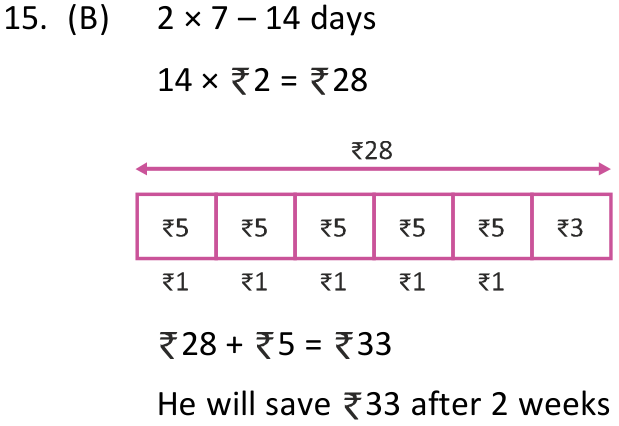 15. (B) 2 × 7 – 14 days
14 × ₹2 = ₹28
₹28
₹5 ₹5 ₹5 ₹5 ₹5 ₹3
₹1 ₹1 ₹1 ₹1 ₹1
₹28 + ₹5 = ₹33
He will save ₹33 after 2 weeks